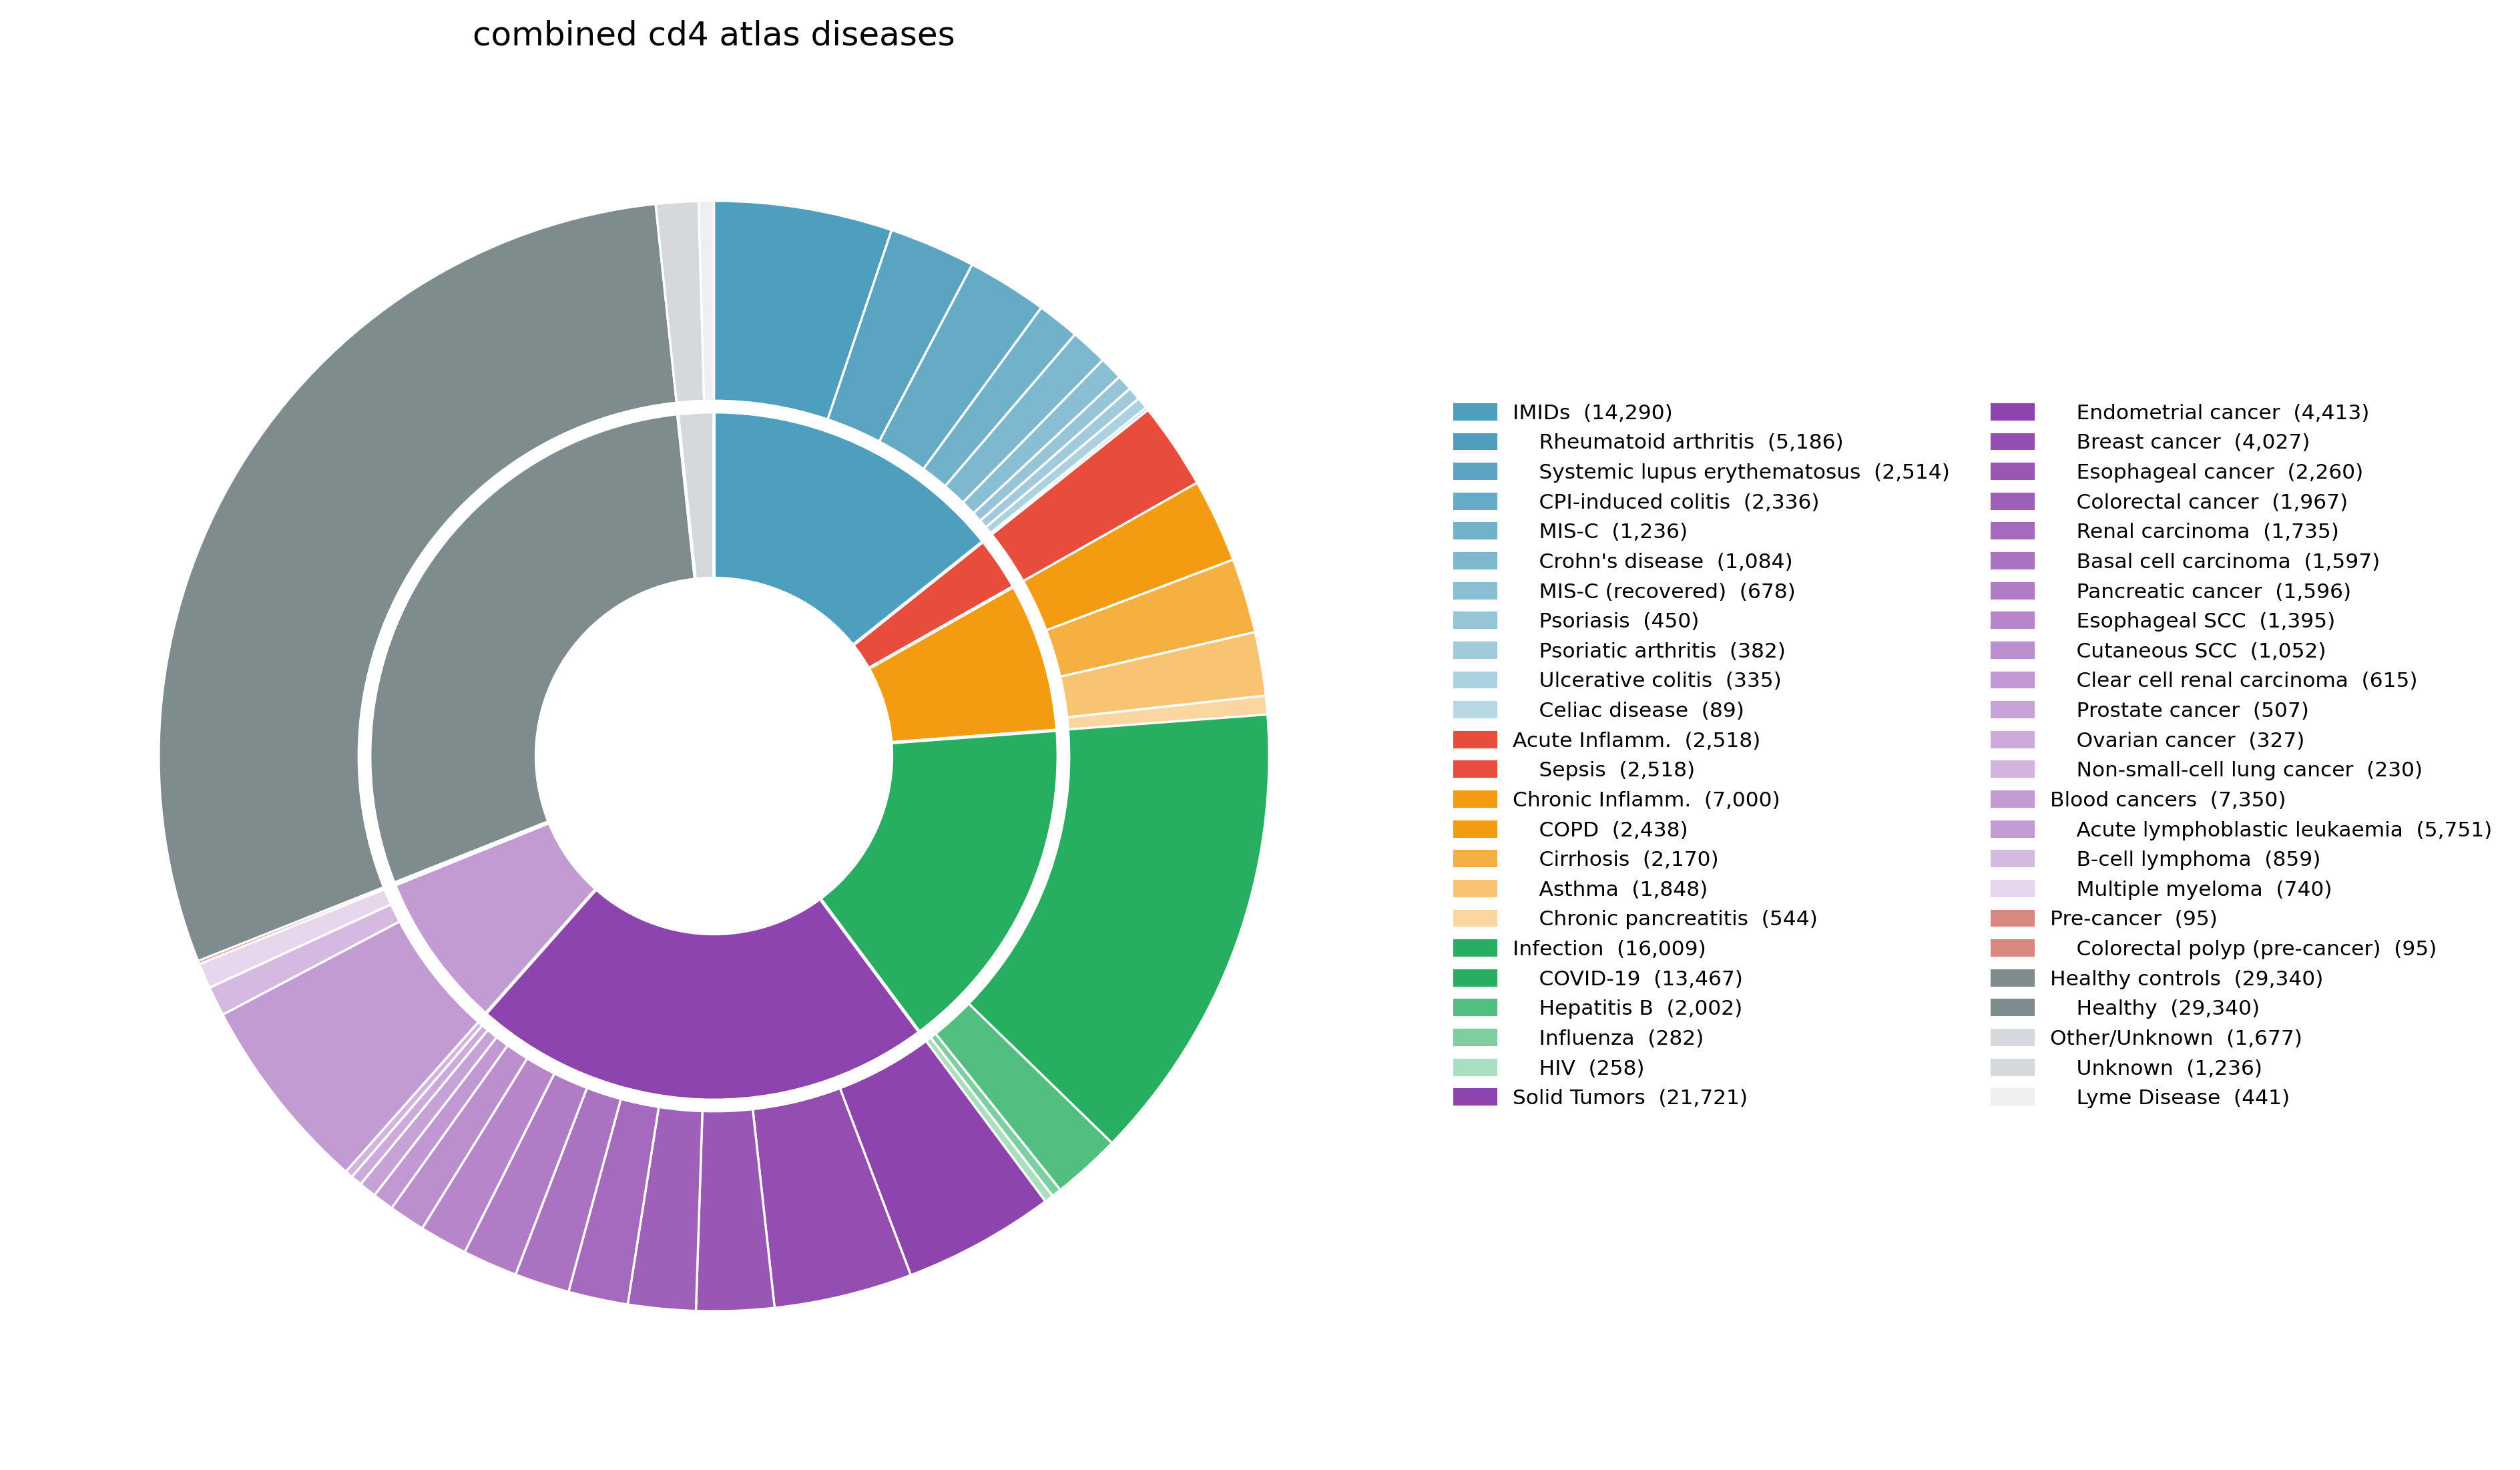 combined cd4 atlas diseases
IMIDs (14,290)
Rheumatoid arthritis (5,186)
Systemic lupus erythematosus (2,514)
CPI-induced colitis (2,336)
MIS-C (1,236)
Crohn's disease (1,084)
MIS-C (recovered) (678)
Psoriasis (450)
Psoriatic arthritis (382)
Ulcerative colitis (335)
Celiac disease (89)
Acute Inflamm. (2,518)
Sepsis (2,518)
Chronic Inflamm. (7,000)
COPD (2,438)
Cirrhosis (2,170)
Asthma (1,848)
Chronic pancreatitis (544)
Infection (16,009)
COVID-19 (13,467)
Hepatitis B (2,002)
Influenza (282)
HIV (258)
Solid Tumors (21,721)
Endometrial cancer (4,413)
Breast cancer (4,027)
Esophageal cancer (2,260)
Colorectal cancer (1,967)
Renal carcinoma (1,735)
Basal cell carcinoma (1,597)
Pancreatic cancer (1,596)
Esophageal SCC (1,395)
Cutaneous SCC (1,052)
Clear cell renal carcinoma (615)
Prostate cancer (507)
Ovarian cancer (327)
Non-small-cell lung cancer (230)
Blood cancers (7,350)
Acute lymphoblastic leukaemia (5,751)
B-cell lymphoma (859)
Multiple myeloma (740)
Pre-cancer (95)
Colorectal polyp (pre-cancer) (95)
Healthy controls (29,340)
Healthy (29,340)
Other/Unknown (1,677)
Unknown (1,236)
Lyme Disease (441)